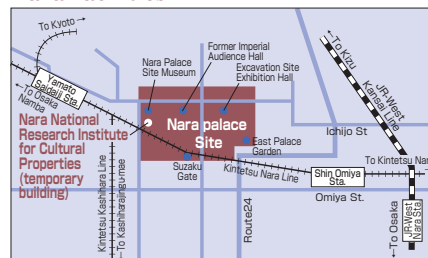 To Kyoto
Former Imperial
Audience Hall
Nara Palace
Site Museum
Excavation Site
Exhibition Hall
To Kizu
JR-West
Kansai Line
Yamato
Saidaiji Sta.
To Osaka
Namba
Nara National
Research Institute
for Cultural
Properties
(temporary
building)
Nara palace
Site
Ichijo St
East Palace
Garden
Suzaku
Gate
Kintetsu Nara Line
To Kintetsu Na
Shin Omiya
Sta.
Omiya St.
Kintetsu Kashihara Line
To Kashiharajingu-mae
Route24
To Osaka
JR-West
Nara Sta